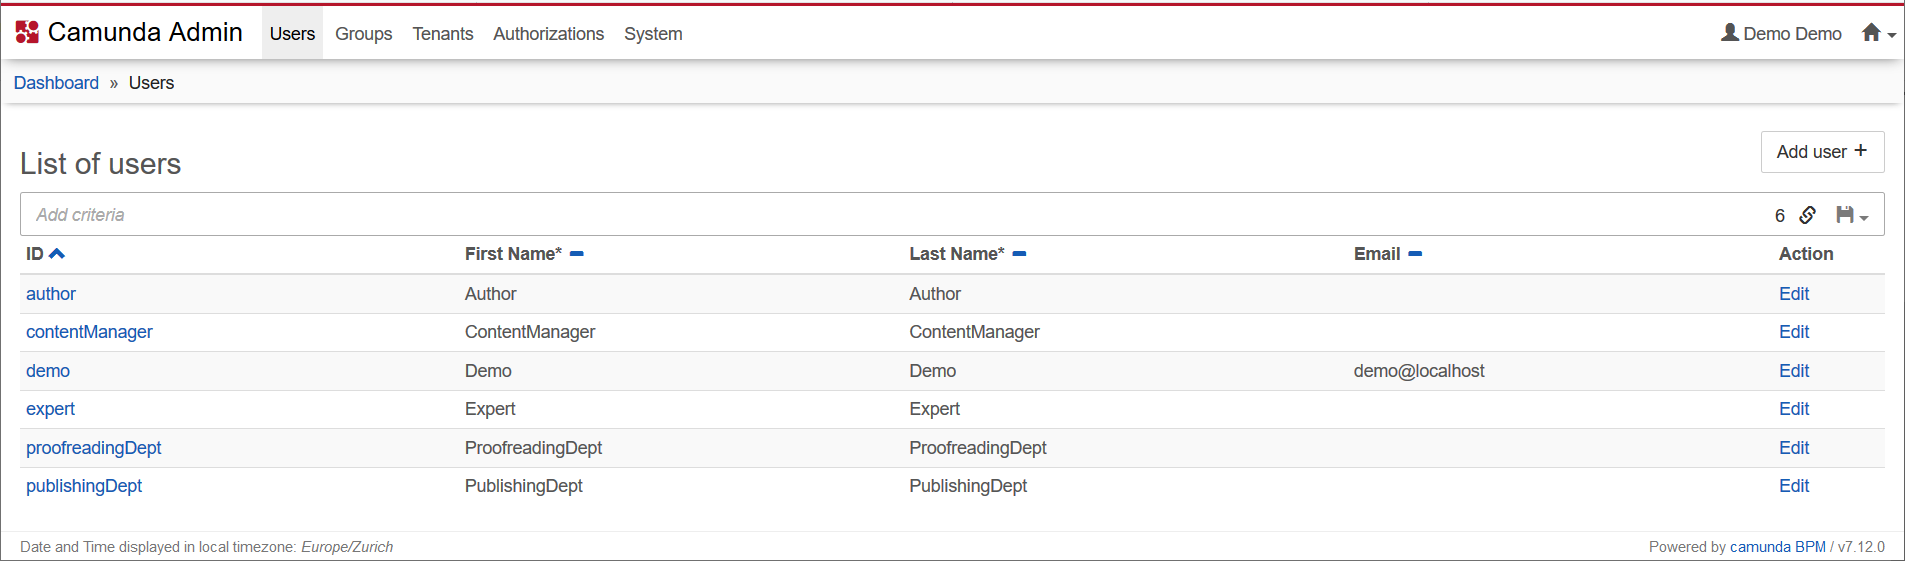 Camunda Admin Users Groups Tenants Authorizations System Demo Demo
Dashboard » Users
List of users
Add user +
Add criteria 6
ID First Name* Last Name* Email Action
author Author Author Edit
contentManager ContentManager ContentManager Edit
demo Demo Demo demo@localhost Edit
expert Expert Expert Edit
proofreadingDept ProofreadingDept ProofreadingDept Edit
publishingDept PublishingDept PublishingDept Edit
Date and Time displayed in local timezone: Europe/Zurich Powered by camunda BPM / v7.12.0